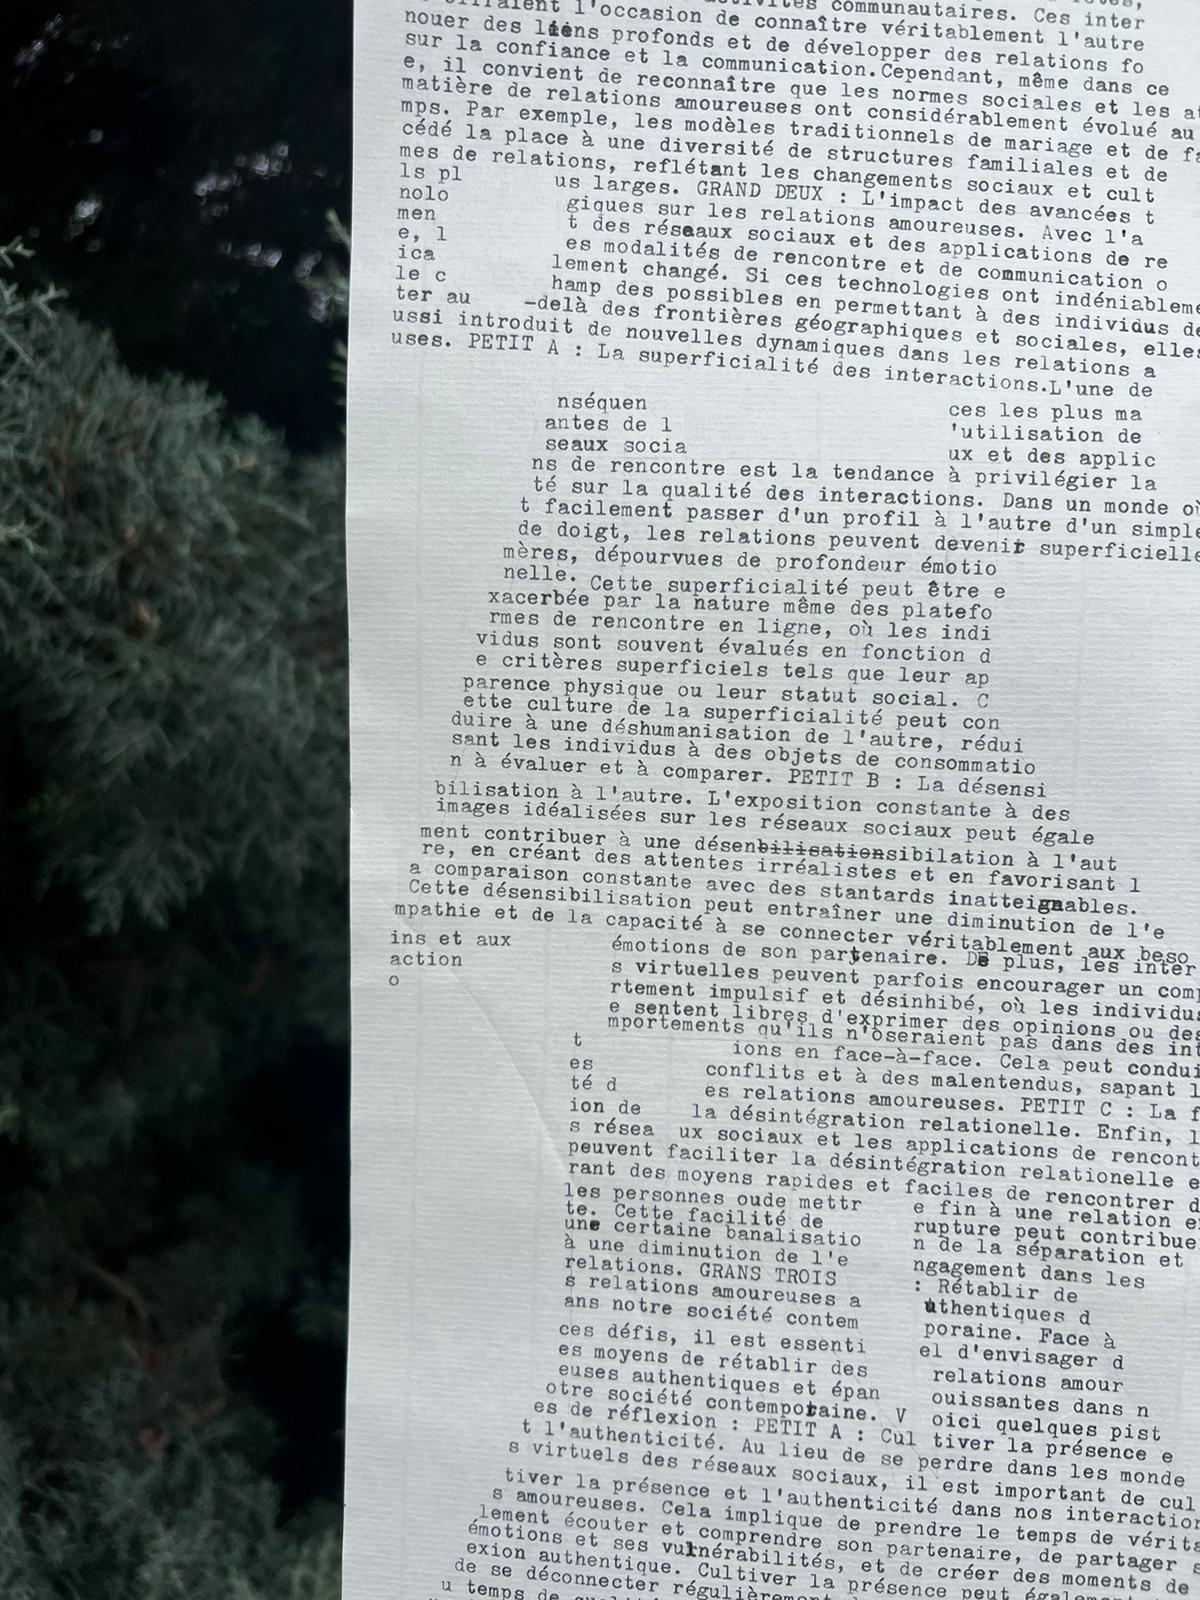 offraient l'occasion de connaître véritablement l'autre communautaires. Ces inter
nouer des liens profonds et de développer des relations fo
sur la confiance et la communication.Cependant, même dans ce
e, il convient de reconnaître que les normes sociales et les at
matière de relations amoureuses ont considérablement évolué au
mps. Par exemple, les modèles traditionnels de mariage et de fa
cédé la place à une diversité de structures familiales et de
mes de relations, reflétant les changements sociaux et cult
ls pl us larges. GRAND DEUX : L'impact des avancées t
nolo giques sur les relations amoureuses. Avec l'a
men t des réseaux sociaux et des applications de re
e, l es modalités de rencontre et de communication o
ica lement changé. Si ces technologies ont indéniableme
le c hamp des possibles en permettant à des individus de
ter au -delà des frontières géographiques et sociales, elles
ussi introduit de nouvelles dynamiques dans les relations a
uses. PETIT A : La superficialité des interactions.L'une de
nséquen ces les plus ma
antes de l 'utilisation de
seaux socia ux et des applic
ns de rencontre est la tendance à privilégier la
té sur la qualité des interactions. Dans un monde où
t facilement passer d'un profil à l'autre d'un simple
de doigt, les relations peuvent devenir superficielle
mères, dépourvues de profondeur émotio
nelle. Cette superficialité peut être e
xacerbée par la nature même des platefo
rmes de rencontre en ligne, où les indi
vidus sont souvent évalués en fonction d
e critères superficiels tels que leur ap
parence physique ou leur statut social. C
ette culture de la superficialité peut con
duire à une déshumanisation de l'autre, rédui
sant les individus à des objets de consommatio
n à évaluer et à comparer. PETIT B : La désensi
bilisation à l'autre. L'exposition constante à des
images idéalisées sur les réseaux sociaux peut égale
ment contribuer à une désenbilisationsibilation à l'aut
re, en créant des attentes irréalistes et en favorisant l
a comparaison constante avec des stantards inatteignables.
Cette désensibilisation peut entraîner une diminution de l'e
mpathie et de la capacité à se connecter véritablement aux beso
ins et aux émotions de son partenaire. De plus, les inter
action s virtuelles peuvent parfois encourager un comp
o rtement impulsif et désinhibé, où les individus
e sentent libres d'exprimer des opinions ou des
mportements qu'ils n'oseraient pas dans des int
t ions en face-à-face. Cela peut condui
es conflits et à des malentendus, sapant l
té d es relations amoureuses. PETIT C : La f
ion de la désintégration relationelle. Enfin, l
s résea ux sociaux et les applications de rencont
peuvent faciliter la désintégration relationelle e
rant des moyens rapides et faciles de rencontrer d
les personnes oude mettr e fin à une relation e
te. Cette facilité de rupture peut contribue
une certaine banalisatio n de la séparation et
à une diminution de l'e ngagement dans les
relations. GRANS TROIS : Rétablir de
s relations amoureuses a uthentiques d
ans notre société contem poraine. Face à
ces défis, il est essenti el d'envisager d
es moyens de rétablir des relations amour
euses authentiques et épan ouissantes dans n
otre société contemporaine. V oici quelques pist
es de réflexion : PETIT A : Cul tiver la présence e
t l'authenticité. Au lieu de se perdre dans les monde
s virtuels des réseaux sociaux, il est important de cul
tiver la présence et l'authenticité dans nos interaction
s amoureuses. Cela implique de prendre le temps de vérita
lement écouter et comprendre son partenaire, de partager s
émotions et ses vulnérabilités, et de créer des moments de
exion authentique. Cultiver la présence peut également
de se déconnecter régulièrem
u temps de